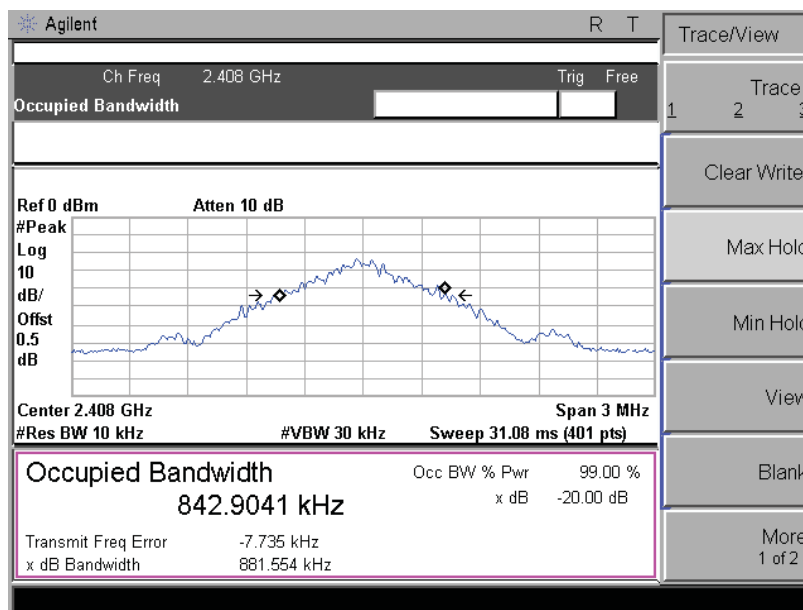 Agilent R T
Trace/View
Ch Freq 2.408 GHz Trig Free
Occupied Bandwidth
Trace
1 2 3
Clear Write
Max Hold
Min Hold
View
Blank
More
1 of 2
Ref 0 dBm Atten 10 dB
#Peak
Log
10
dB/
Offst
0.5
dB
Center 2.408 GHz Span 3 MHz
#Res BW 10 kHz #VBW 30 kHz Sweep 31.08 ms (401 pts)
Occupied Bandwidth
842.9041 kHz
Occ BW % Pwr 99.00 %
x dB -20.00 dB
Transmit Freq Error -7.735 kHz
x dB Bandwidth 881.554 kHz